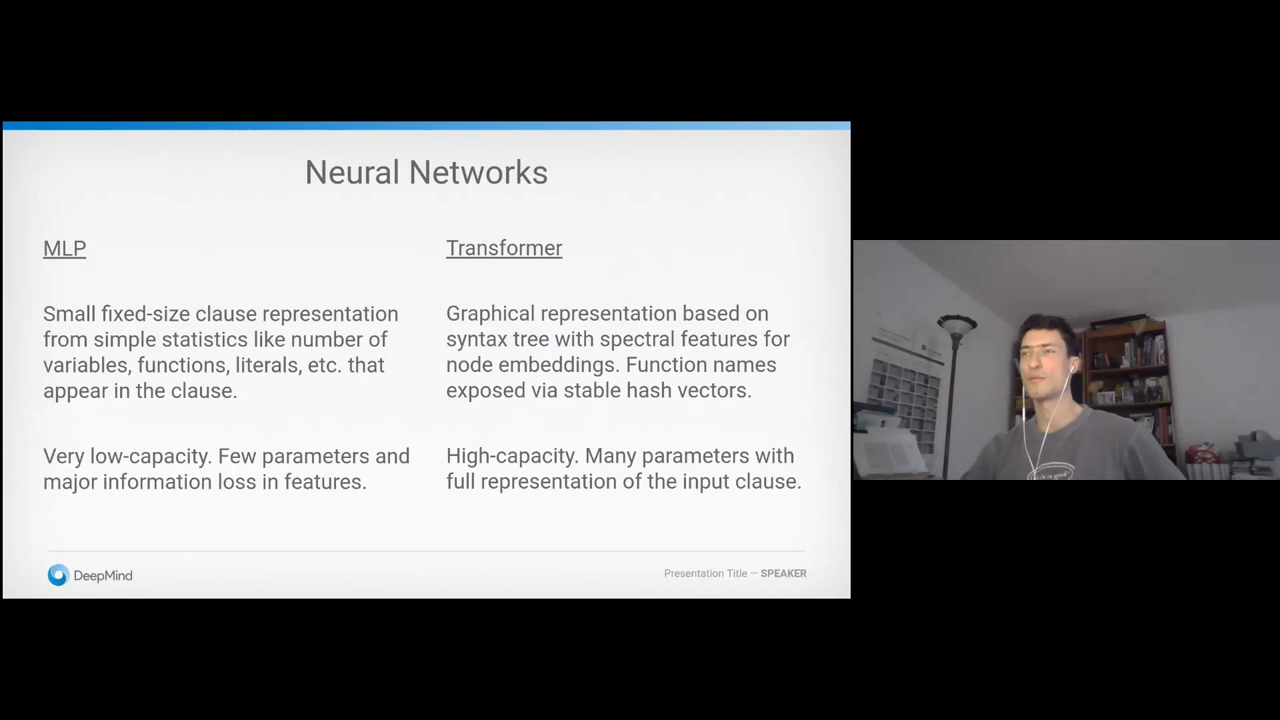 Neural Networks
MLP
Small fixed-size clause representation
from simple statistics like number of
variables, functions, literals, etc. that
appear in the clause.
Very low-capacity. Few parameters and
major information loss in features.
Transformer
Graphical representation based on
syntax tree with spectral features for
node embeddings. Function names
exposed via stable hash vectors.
High-capacity. Many parameters with
full representation of the input clause.
DeepMind
Presentation Title — SPEAKER